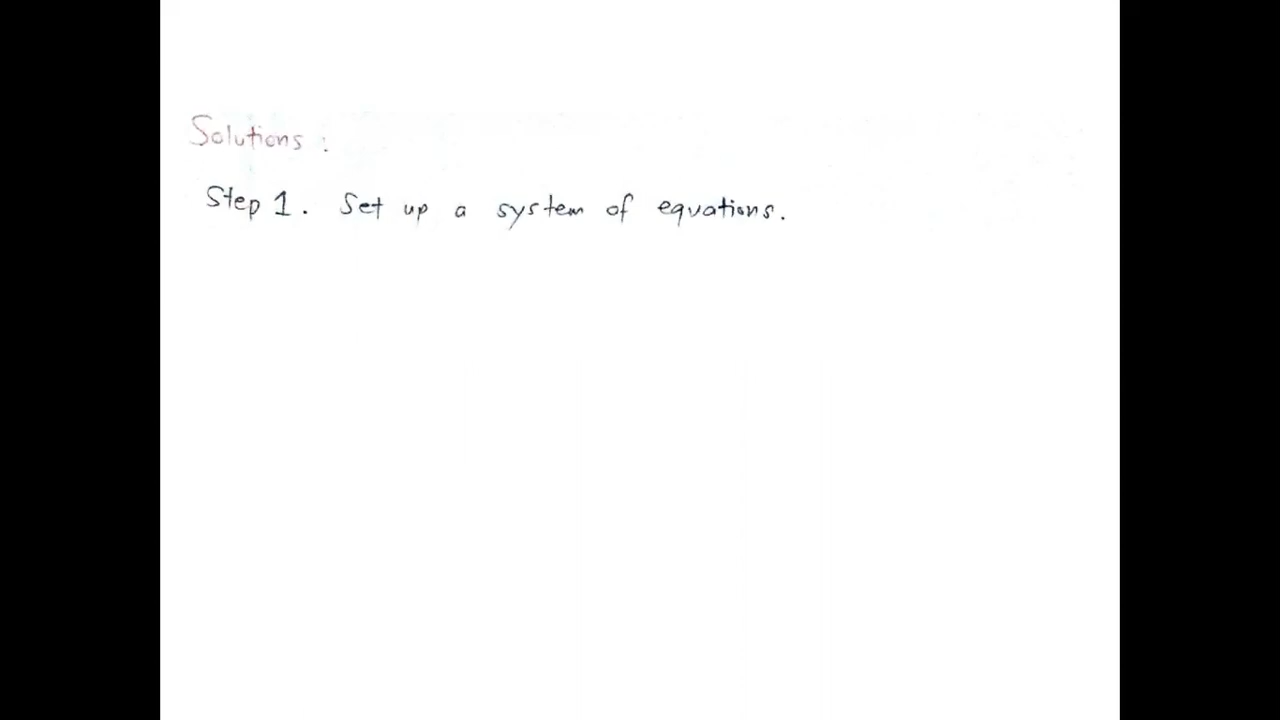 Solutions :
Step 1. Set up a system of equations.